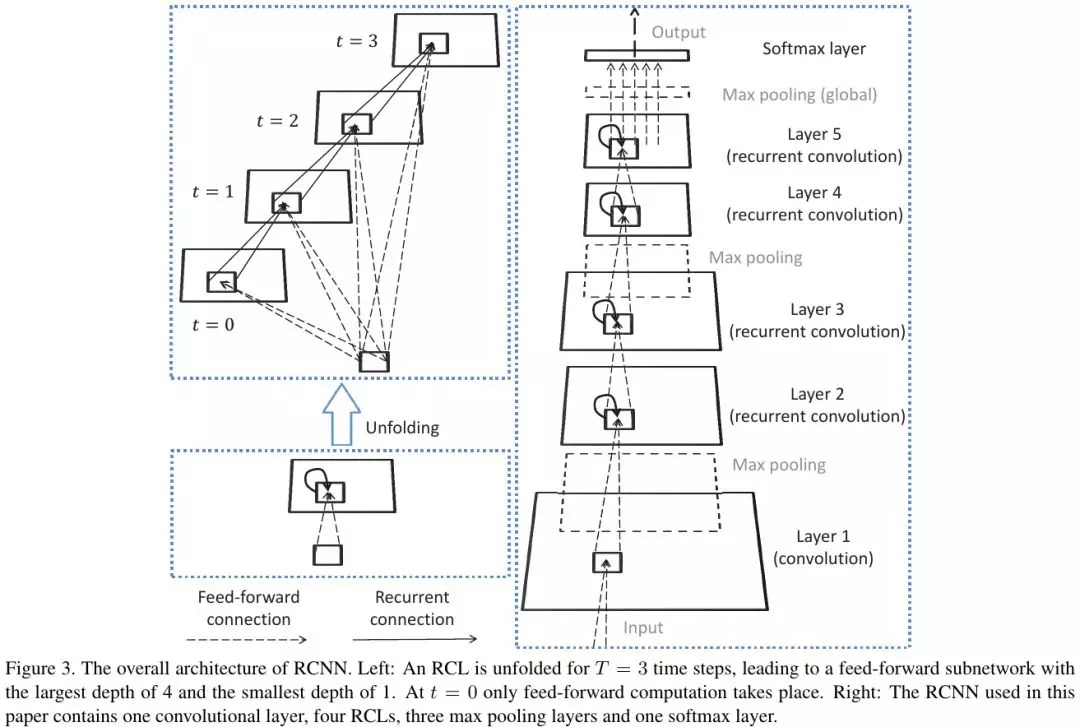 t = 3
t = 2
t = 1
t = 0
Unfolding
Feed-forward
connection
Recurrent
connection
Output
Softmax layer
Max pooling (global)
Layer 5
(recurrent convolution)
Layer 4
(recurrent convolution)
Max pooling
Layer 3
(recurrent convolution)
Layer 2
(recurrent convolution)
Max pooling
Layer 1
(convolution)
Input
Figure 3. The overall architecture of RCNN. Left: An RCL is unfolded for T = 3 time steps, leading to a feed-forward subnetwork with
the largest depth of 4 and the smallest depth of 1. At t = 0 only feed-forward computation takes place. Right: The RCNN used in this
paper contains one convolutional layer, four RCLs, three max pooling layers and one softmax layer.